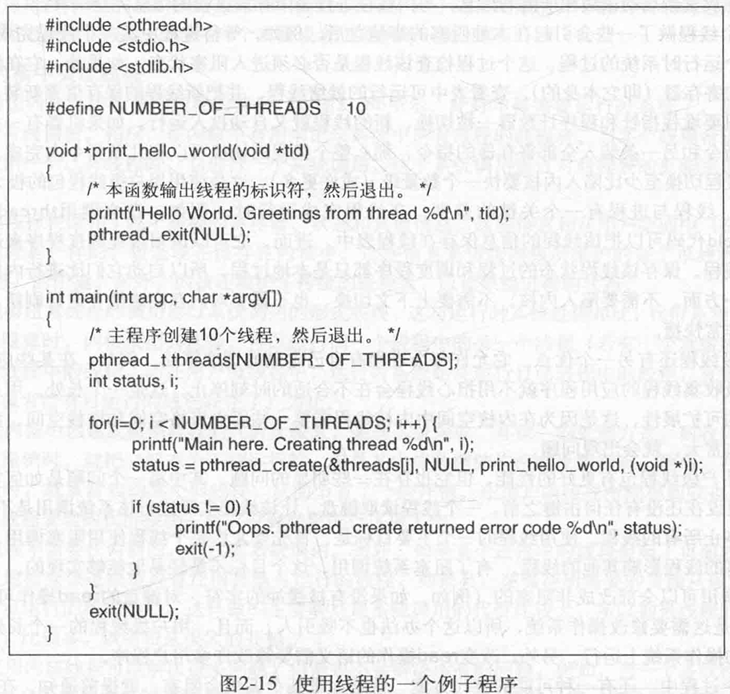 #include <pthread.h>
#include <stdio.h>
#include <stdlib.h>
#define NUMBER_OF_THREADS 10
void *print_hello_world(void *tid)
{
/* 本函数输出线程的标识符，然后退出。 */
printf("Hello World. Greetings from thread %d\n", tid);
pthread_exit(NULL);
}
int main(int argc, char *argv[])
{
/* 主程序创建10个线程，然后退出。 */
pthread_t threads[NUMBER_OF_THREADS];
int status, i;
for(i=0; i < NUMBER_OF_THREADS; i++) {
printf("Main here. Creating thread %d\n", i);
status = pthread_create(&threads[i], NULL, print_hello_world, (void *)i);
if (status != 0) {
printf("Oops. pthread_create returned error code %d\n", status);
exit(-1);
}
}
exit(NULL);
}
图2-15 使用线程的一个例子程序